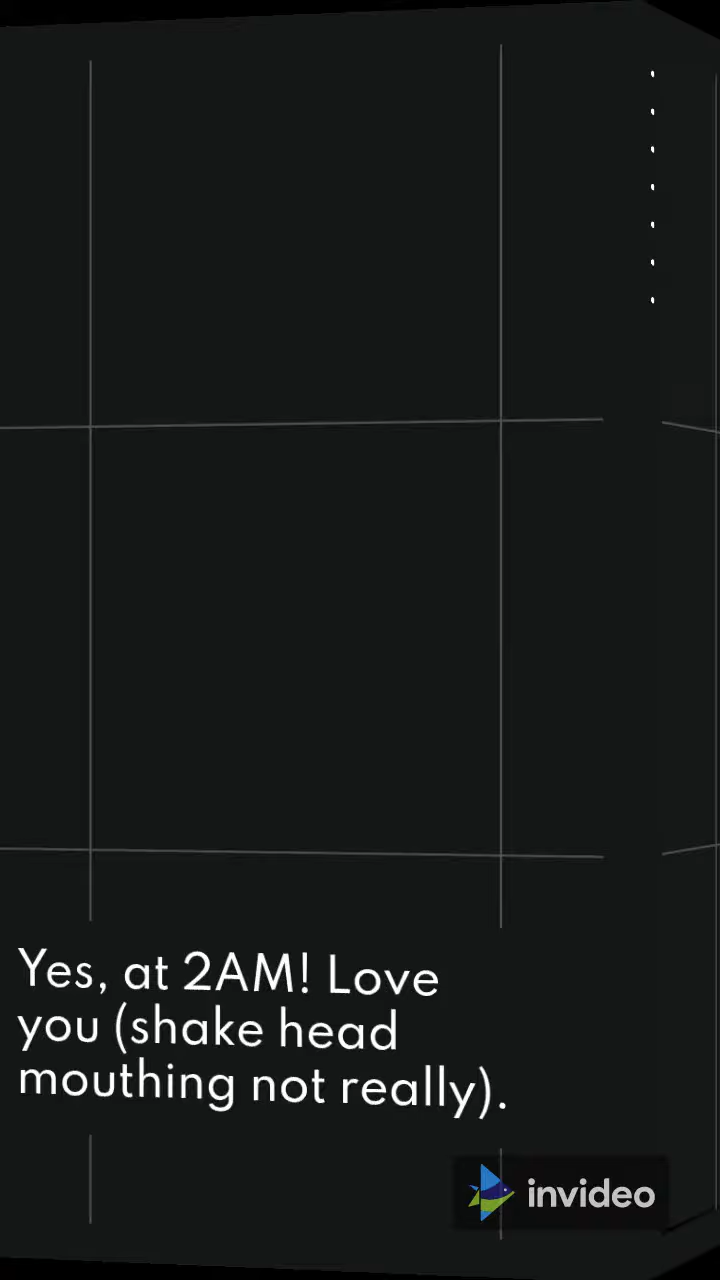 Yes, at 2AM! Love
you (shake head
mouthing not really).
invideo